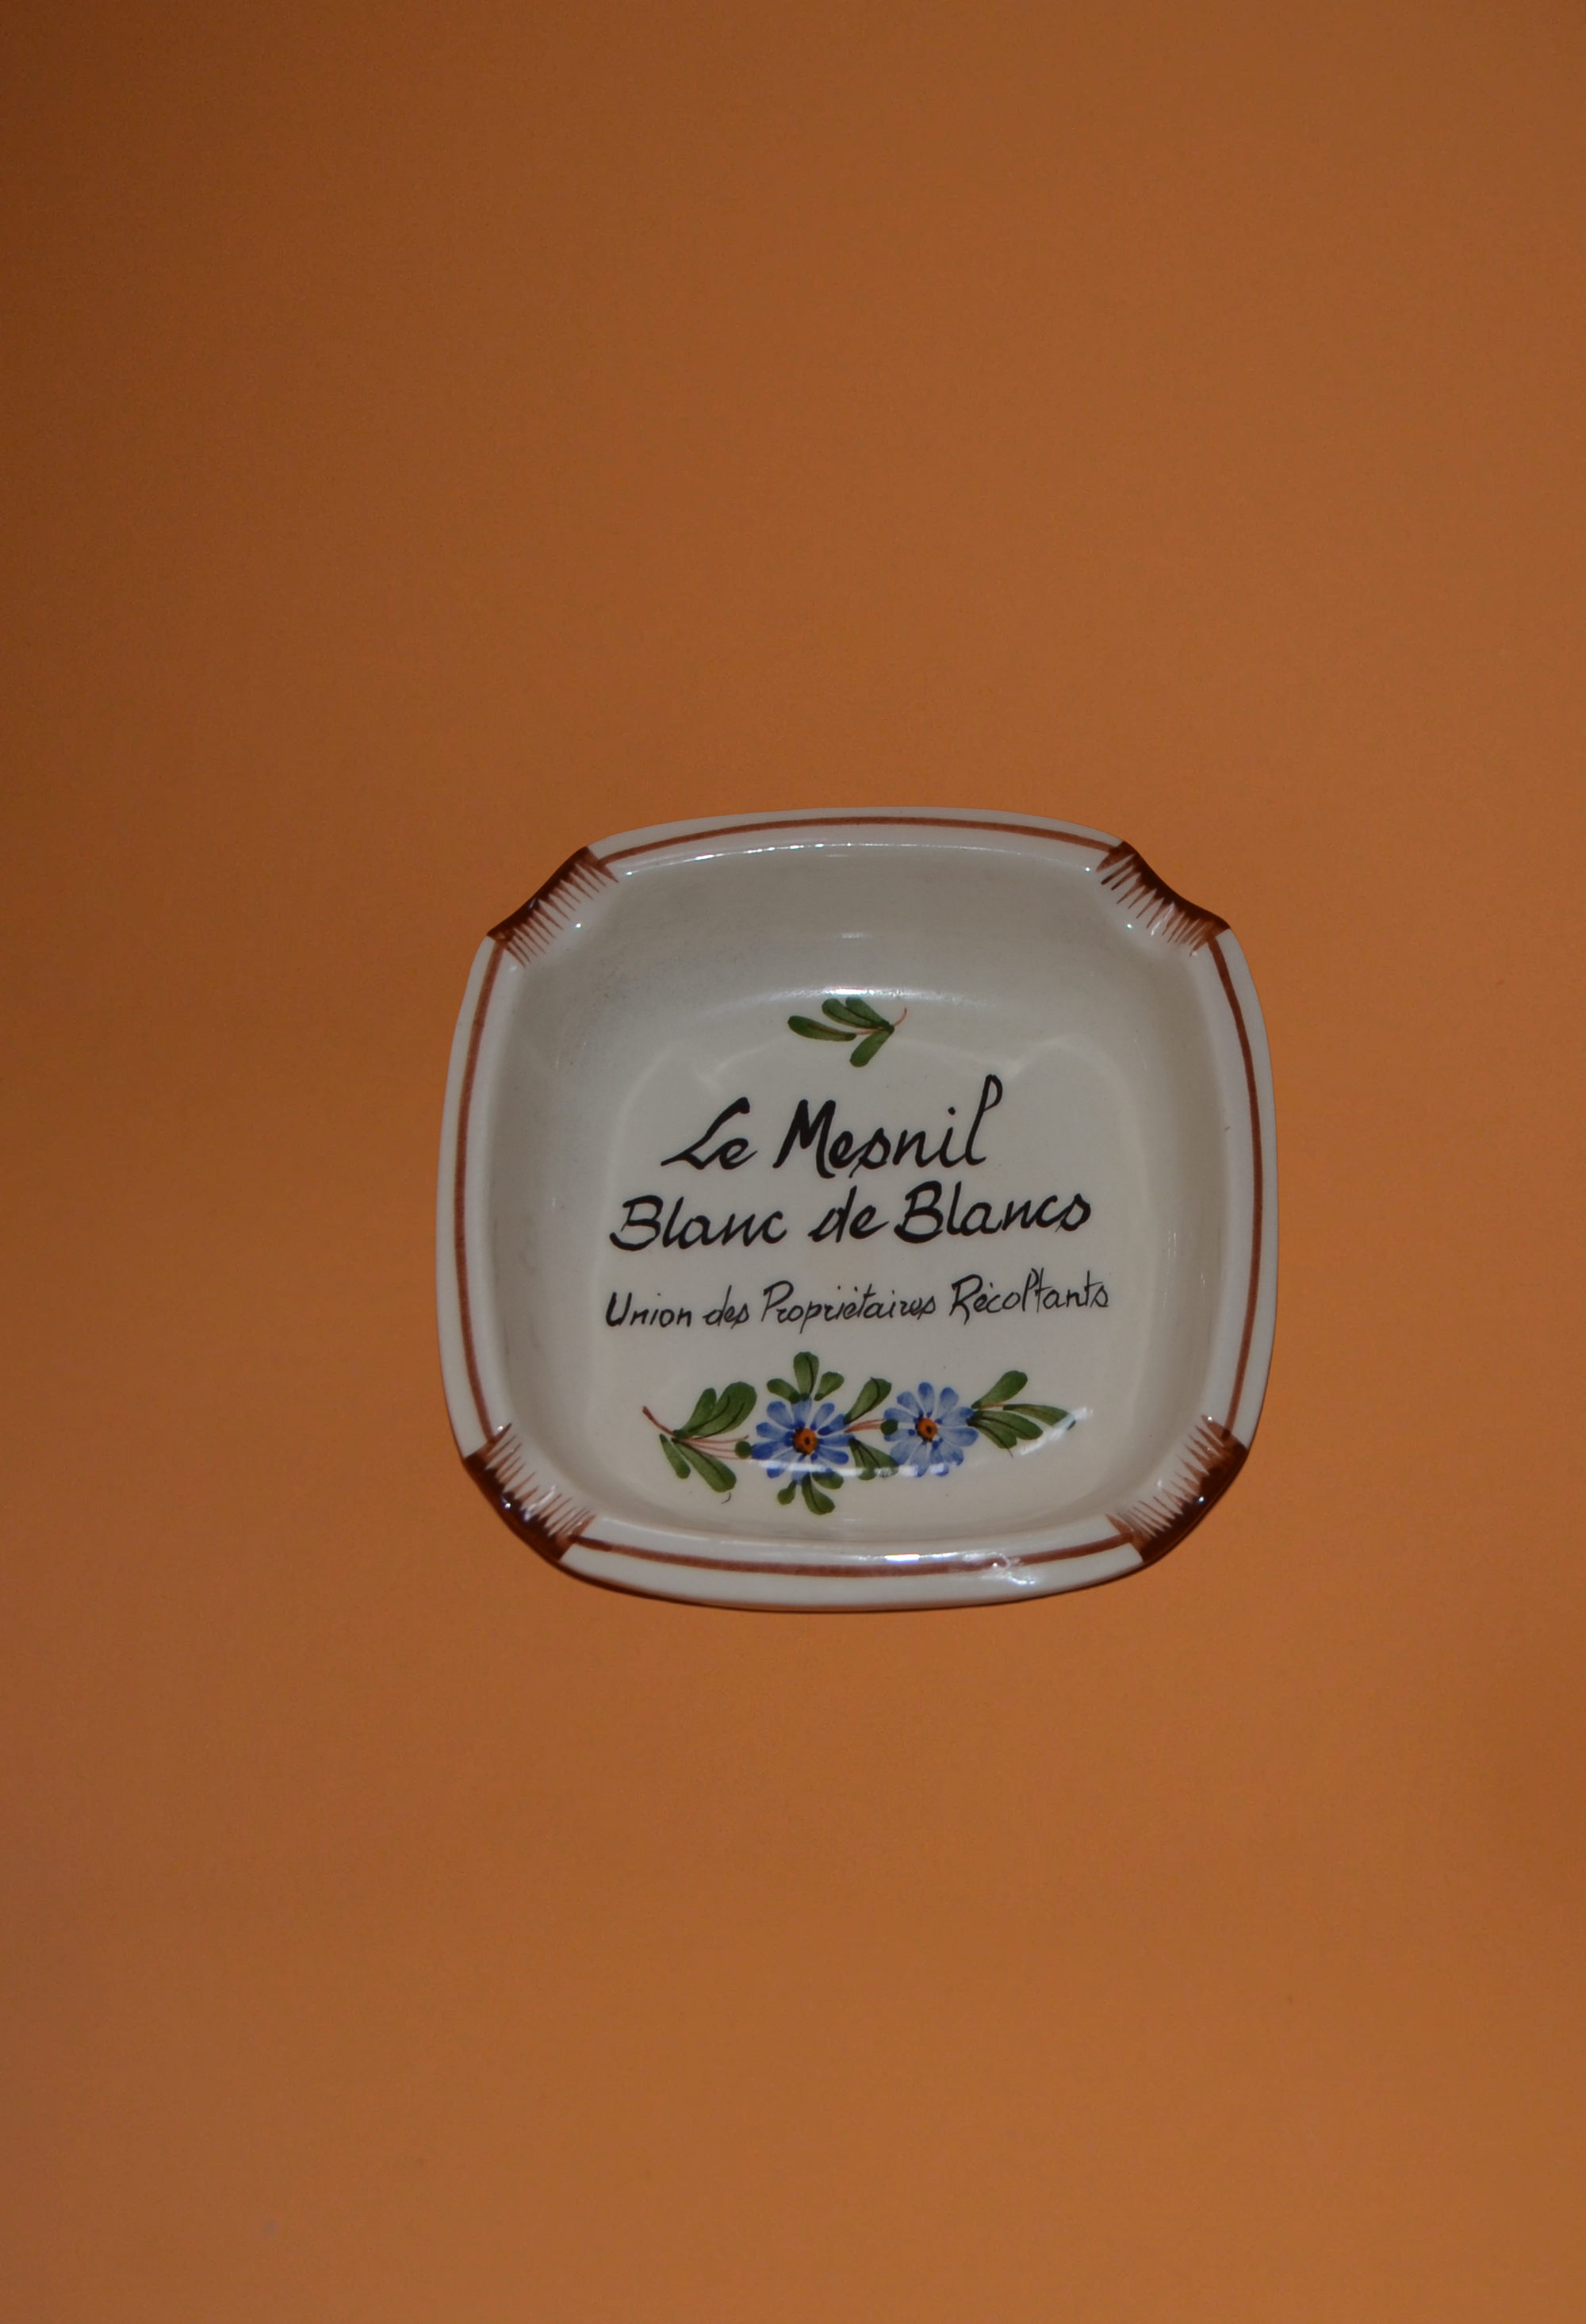 Le Mesnil
Blanc de Blancs
Union des Propriétaires Récoltants